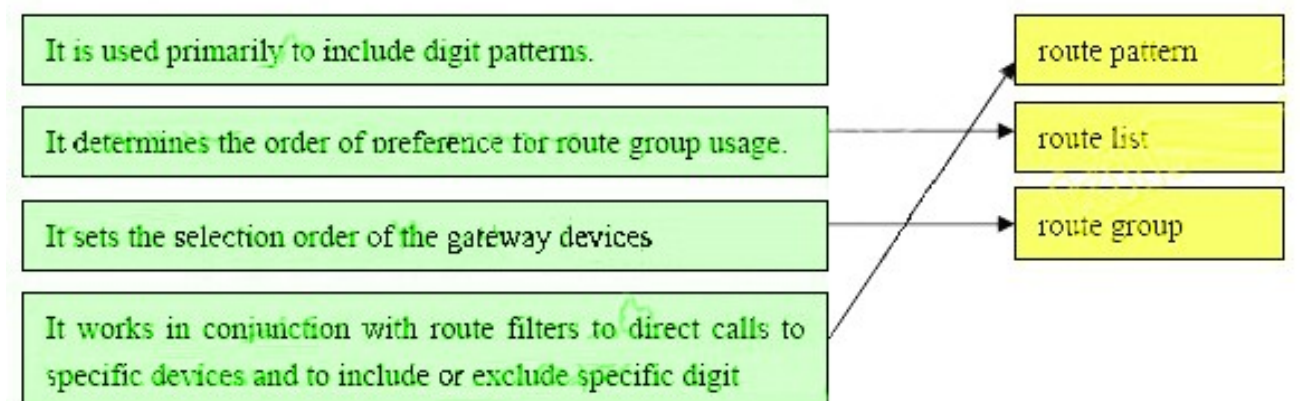 It is used primarily to include digit patterns.
It determines the order of preference for route group usage.
It sets the selection order of the gateway devices
It works in conjunction with route filters to direct calls to
specific devices and to include or exclude specific digit
route pattern
route list
route group